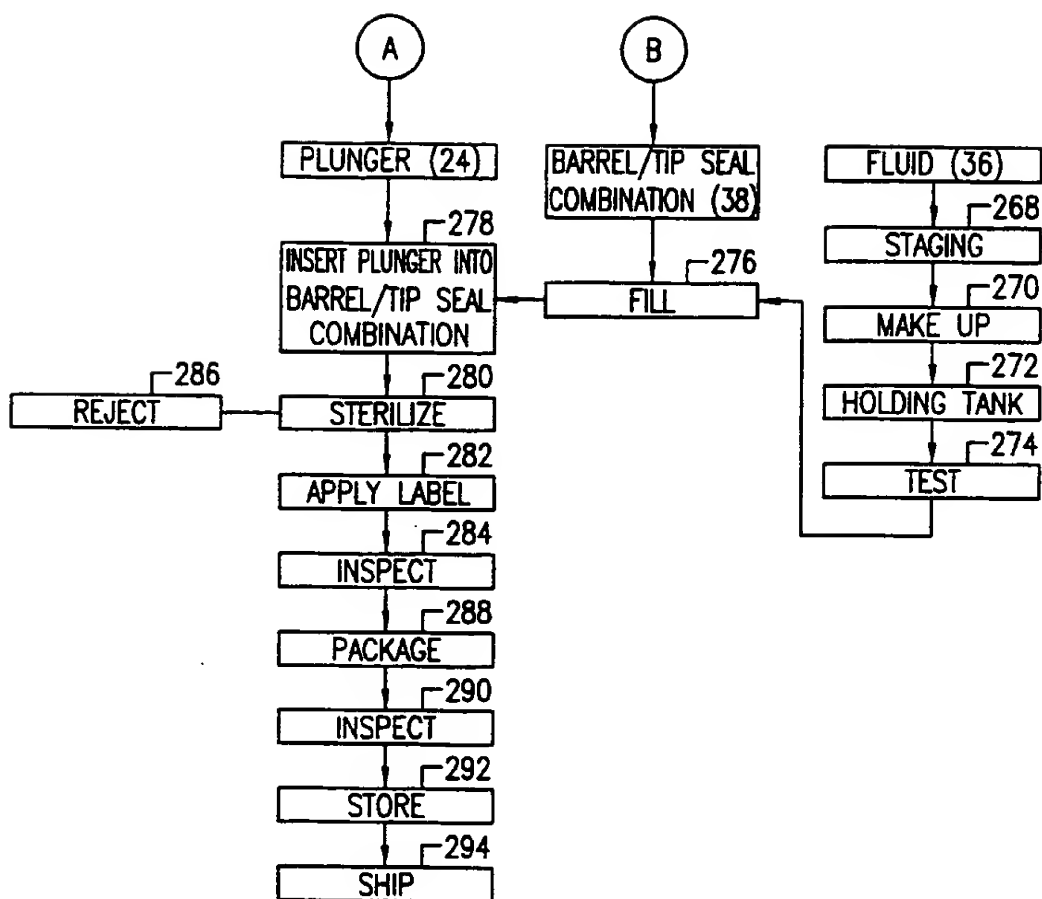 A
B
PLUNGER (24)
BARREL/TIP SEAL
COMBINATION (38)
FLUID (36)
278
INSERT PLUNGER INTO
BARREL/TIP SEAL
COMBINATION
276
FILL
268
STAGING
270
MAKE UP
272
HOLDING TANK
274
TEST
286
REJECT
280
STERILIZE
282
APPLY LABEL
284
INSPECT
288
PACKAGE
290
INSPECT
292
STORE
294
SHIP